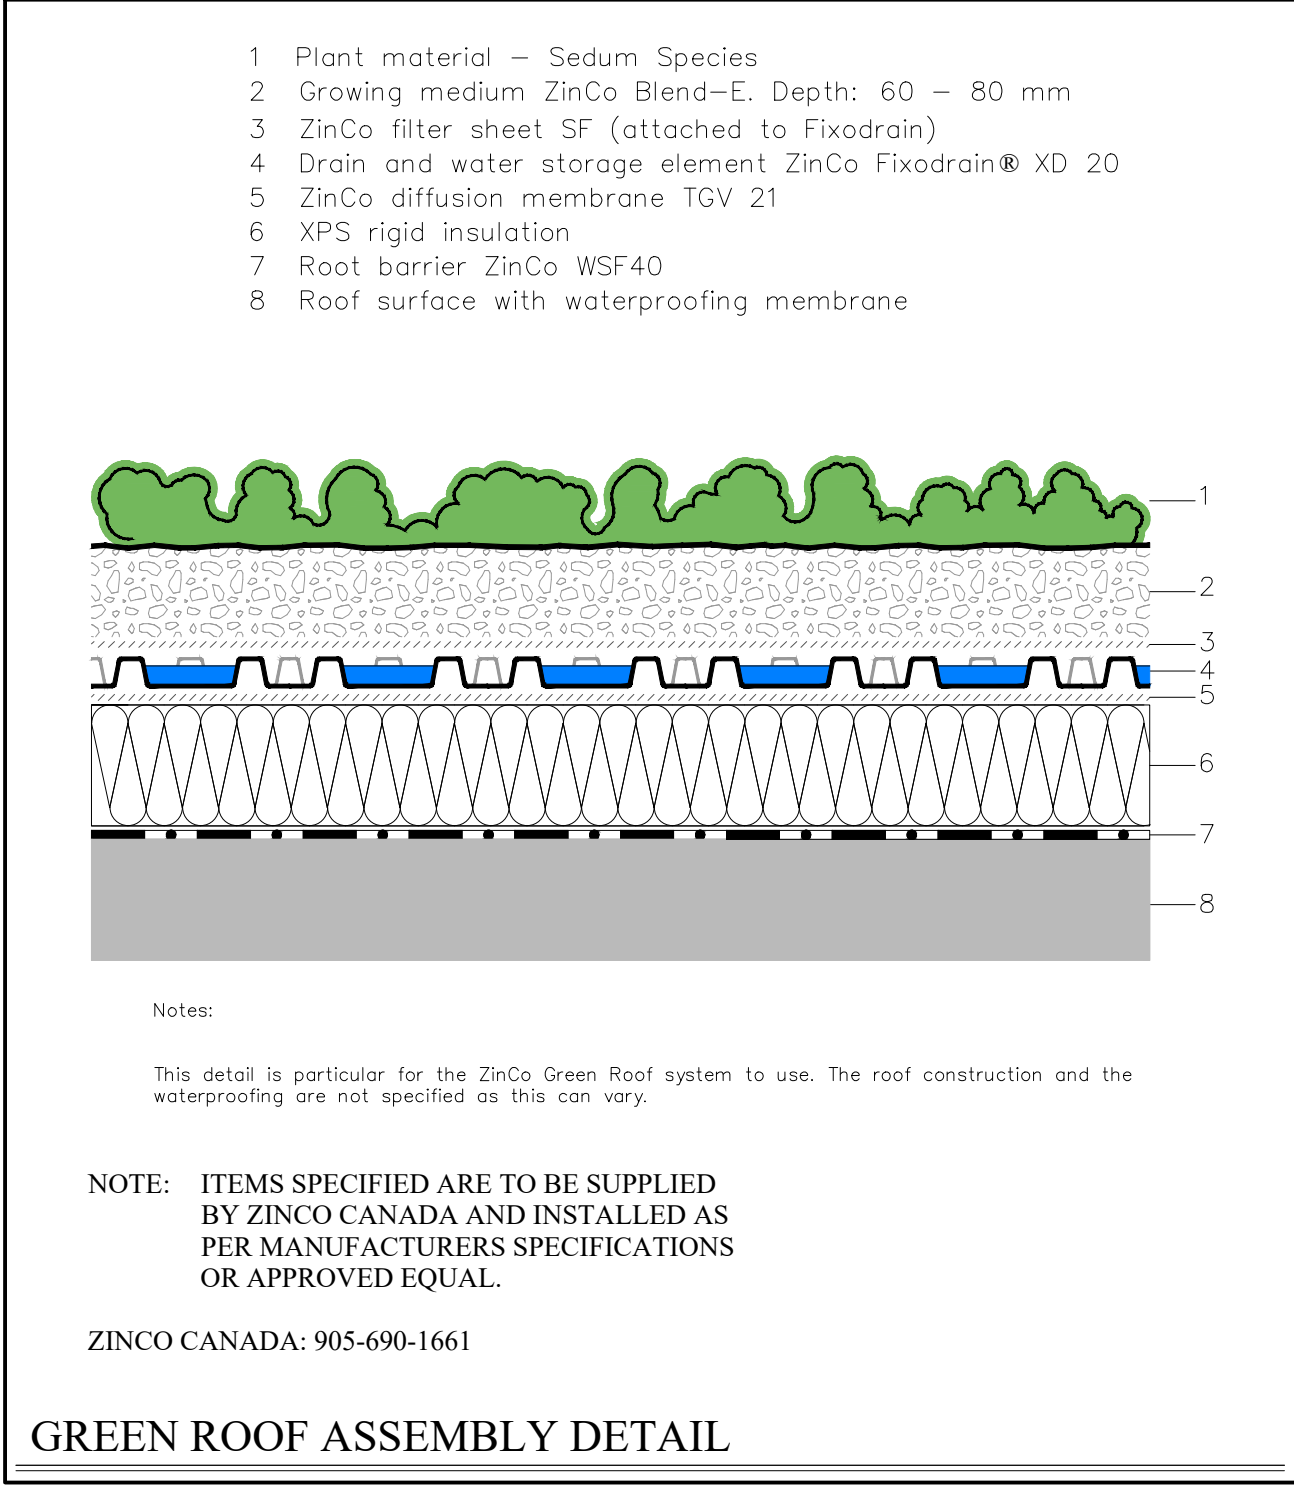 1 Plant material – Sedum Species
2 Growing medium ZinCo Blend–E. Depth: 60 – 80 mm
3 ZinCo filter sheet SF (attached to Fixodrain)
4 Drain and water storage element ZinCo Fixodrain® XD 20
5 ZinCo diffusion membrane TGV 21
6 XPS rigid insulation
7 Root barrier ZinCo WSF40
8 Roof surface with waterproofing membrane
1
2
3
4
5
6
7
8
Notes:
This detail is particular for the ZinCo Green Roof system to use. The roof construction and the
waterproofing are not specified as this can vary.
NOTE: ITEMS SPECIFIED ARE TO BE SUPPLIED
BY ZINCO CANADA AND INSTALLED AS
PER MANUFACTURERS SPECIFICATIONS
OR APPROVED EQUAL.
ZINCO CANADA: 905-690-1661
GREEN ROOF ASSEMBLY DETAIL